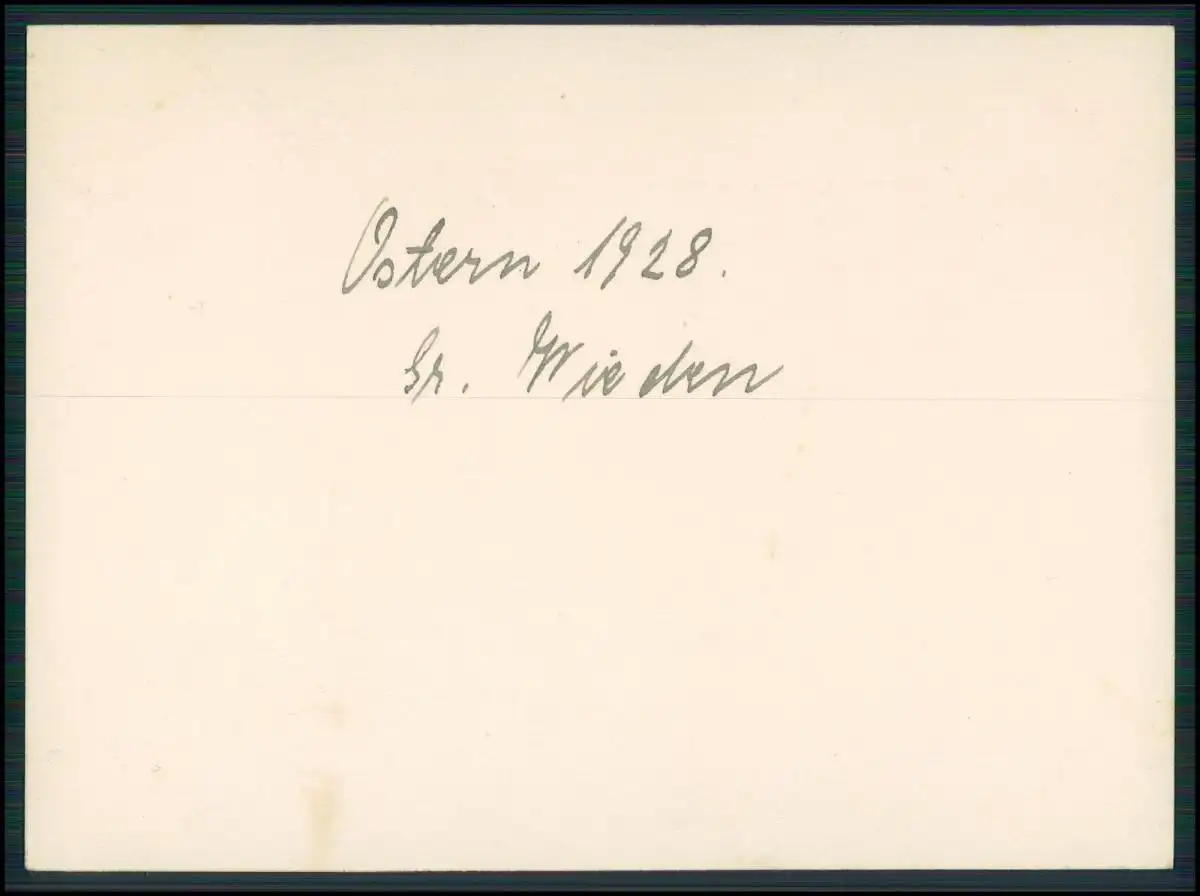 Ostern 1928.
Gr. Wieden